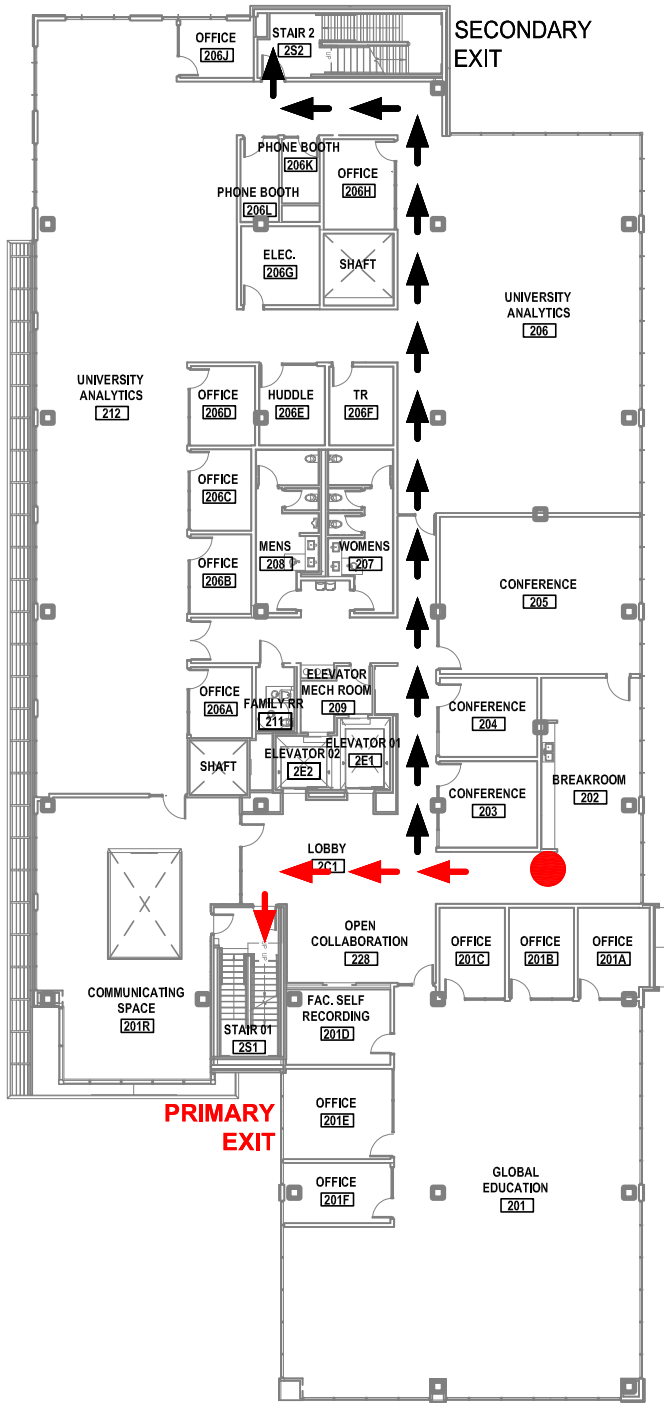 SECONDARY
EXIT
OFFICE
206J
STAIR 2
2S2
UP
PHONE BOOTH
206K
PHONE BOOTH
206L
OFFICE
206H
ELEC.
206G
SHAFT
UNIVERSITY
ANALYTICS
206
UNIVERSITY
ANALYTICS
212
OFFICE
206D
HUDDLE
206E
TR
206F
OFFICE
206C
MENS
208
WOMENS
207
OFFICE
206B
CONFERENCE
205
OFFICE
206A
FAMILY RR
211
ELEVATOR
MECH ROOM
209
CONFERENCE
204
SHAFT
ELEVATOR 02
2E2
ELEVATOR 01
2E1
CONFERENCE
203
BREAKROOM
202
LOBBY
2C1
OPEN
COLLABORATION
228
OFFICE
201C
OFFICE
201B
OFFICE
201A
UP
UP
COMMUNICATING
SPACE
201R
STAIR 01
2S1
FAC. SELF
RECORDING
201D
PRIMARY
EXIT
OFFICE
201E
OFFICE
201F
GLOBAL
EDUCATION
201